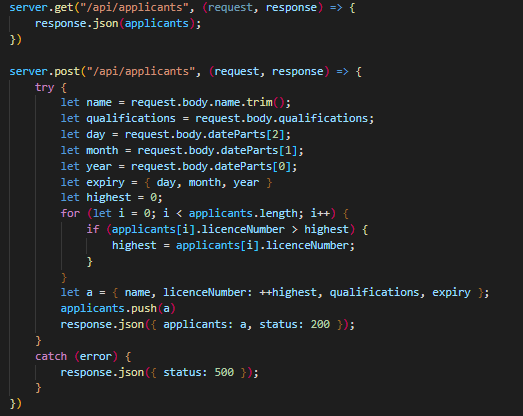 server.get("/api/applicants", (request, response) => {
    response.json(applicants);
})

server.post("/api/applicants", (request, response) => {
    try {
        let name = request.body.name.trim();
        let qualifications = request.body.qualifications;
        let day = request.body.dateParts[2];
        let month = request.body.dateParts[1];
        let year = request.body.dateParts[0];
        let expiry = { day, month, year }
        let highest = 0;
        for (let i = 0; i < applicants.length; i++) {
            if (applicants[i].licenceNumber > highest) {
                highest = applicants[i].licenceNumber;
            }
        }
        let a = { name, licenceNumber: ++highest, qualifications, expiry };
        applicants.push(a)
        response.json({ applicants: a, status: 200 });
    }
    catch (error) {
        response.json({ status: 500 });
    }
})